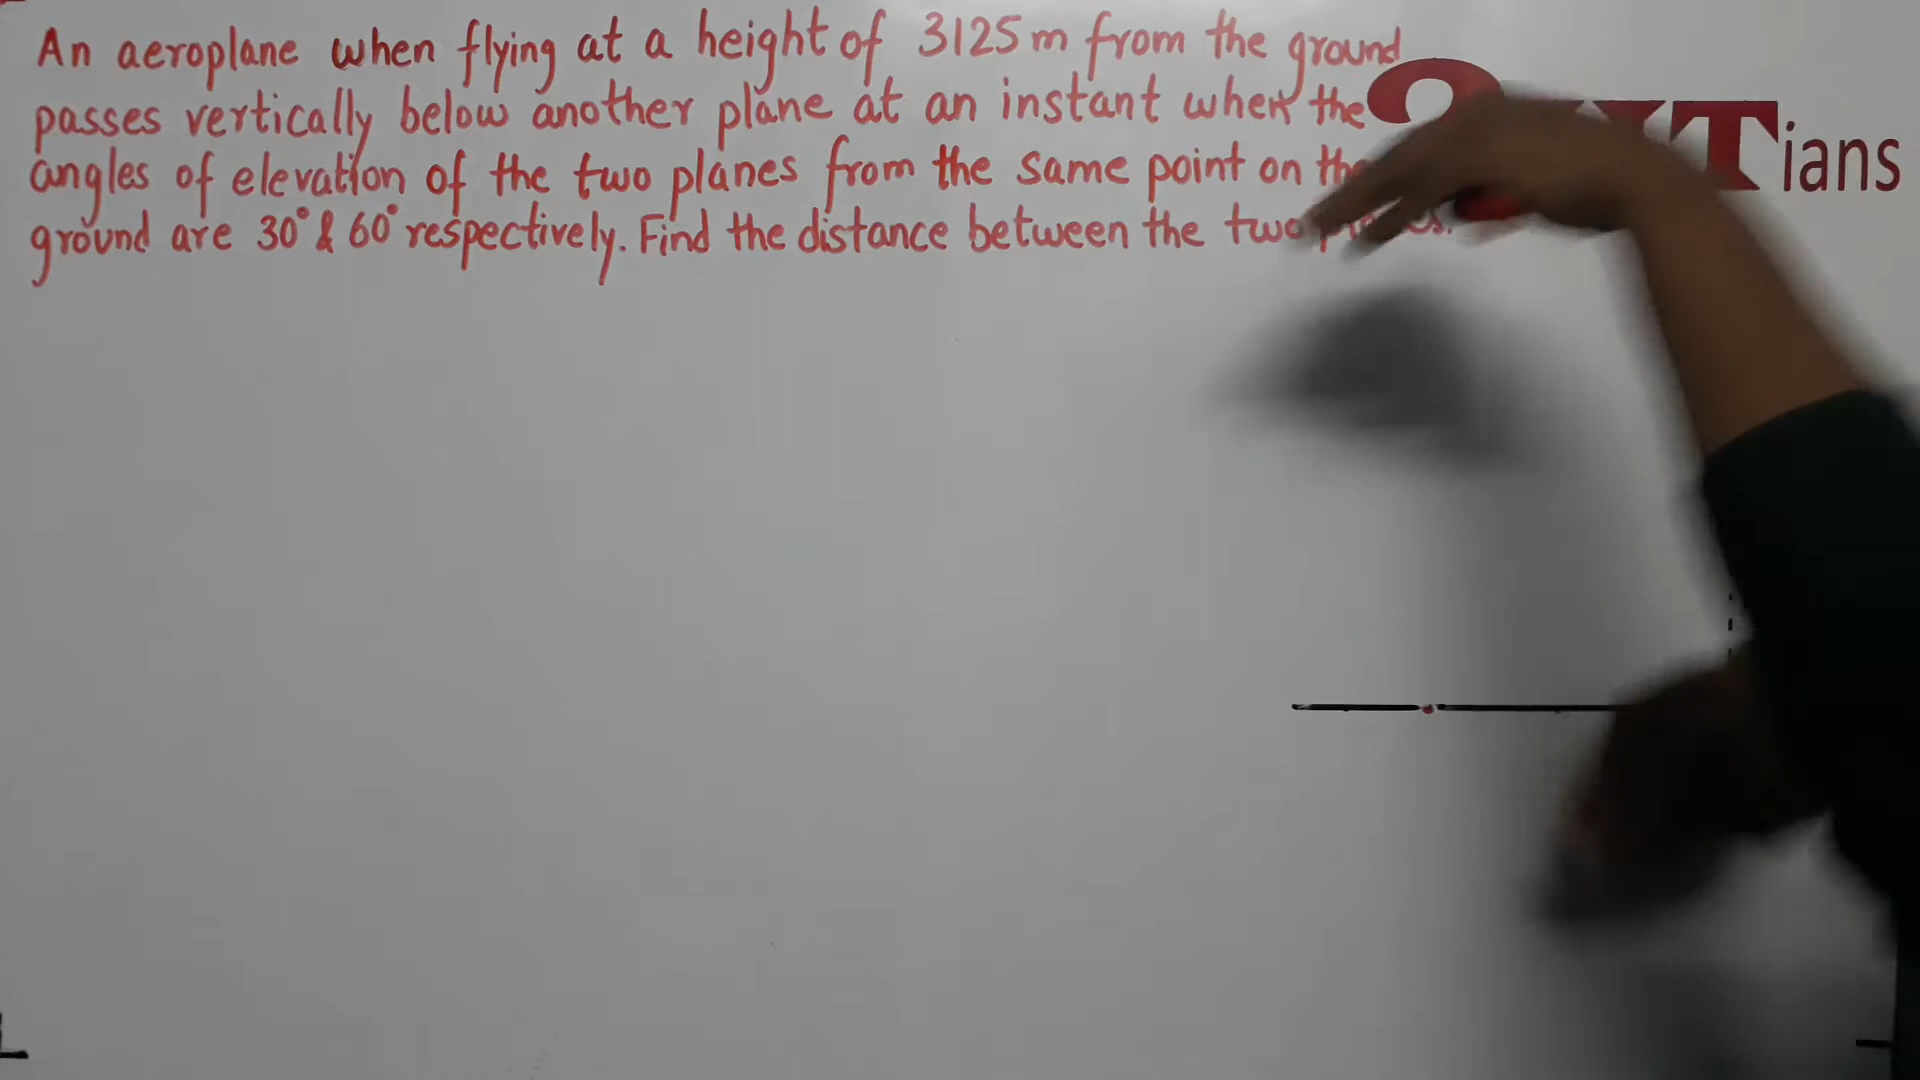 An aeroplane when flying at a height of 3125 m from the ground
passes vertically below another plane at an instant when the
angles of elevation of the two planes from the same point on the
ground are 30° & 60° respectively. Find the distance between the two
ians